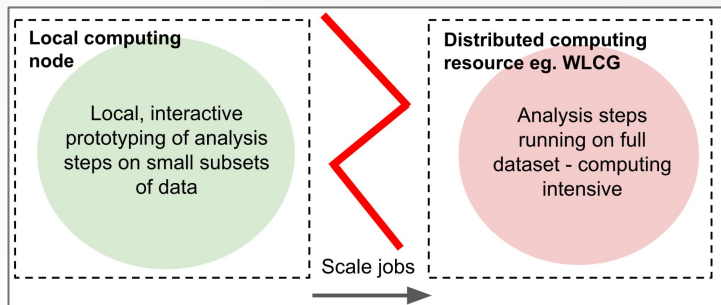 Local computing
node
Local, interactive
prototyping of analysis
steps on small subsets
of data
Scale jobs
Distributed computing
resource eg. WLCG
Analysis steps
running on full
dataset - computing
intensive